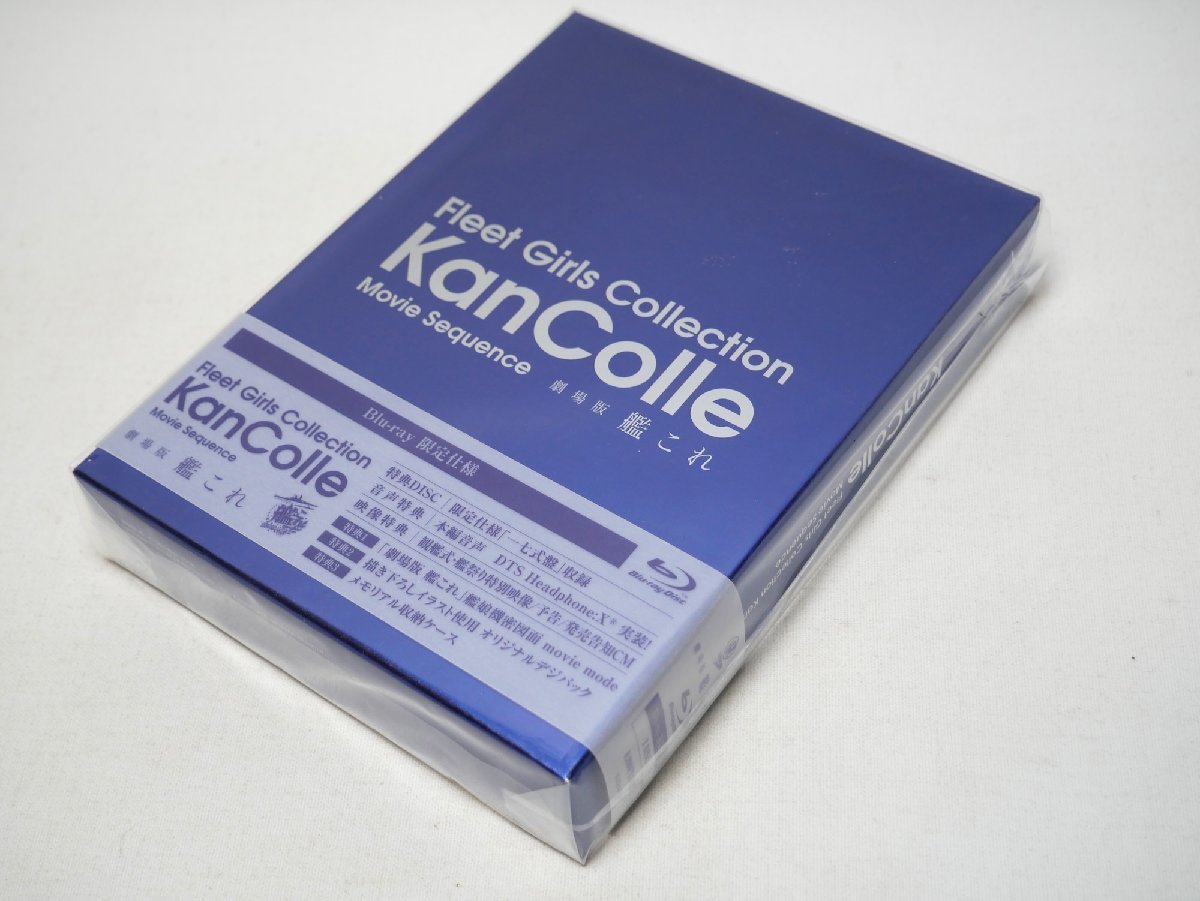 Fleet Girls Collection
KanColle
Movie Sequence
劇場版 艦これ
Blu-ray 限定仕様
Fleet Girls Collection
KanColle
Movie Sequence
劇場版 艦これ
特典DISC 限定仕様「一七式盤」収録
音声特典 本編音声 DTS Headphone:X® 実装!
映像特典 観艦式・艦祭り特別映像/予告/発売告知CM
特典1 「劇場版 艦これ」艦娘機密図面 movie mode
特典2 描き下ろしイラスト使用 オリジナルデジパック
特典3 メモリアル収納ケース
Blu-ray Disc
KanColle